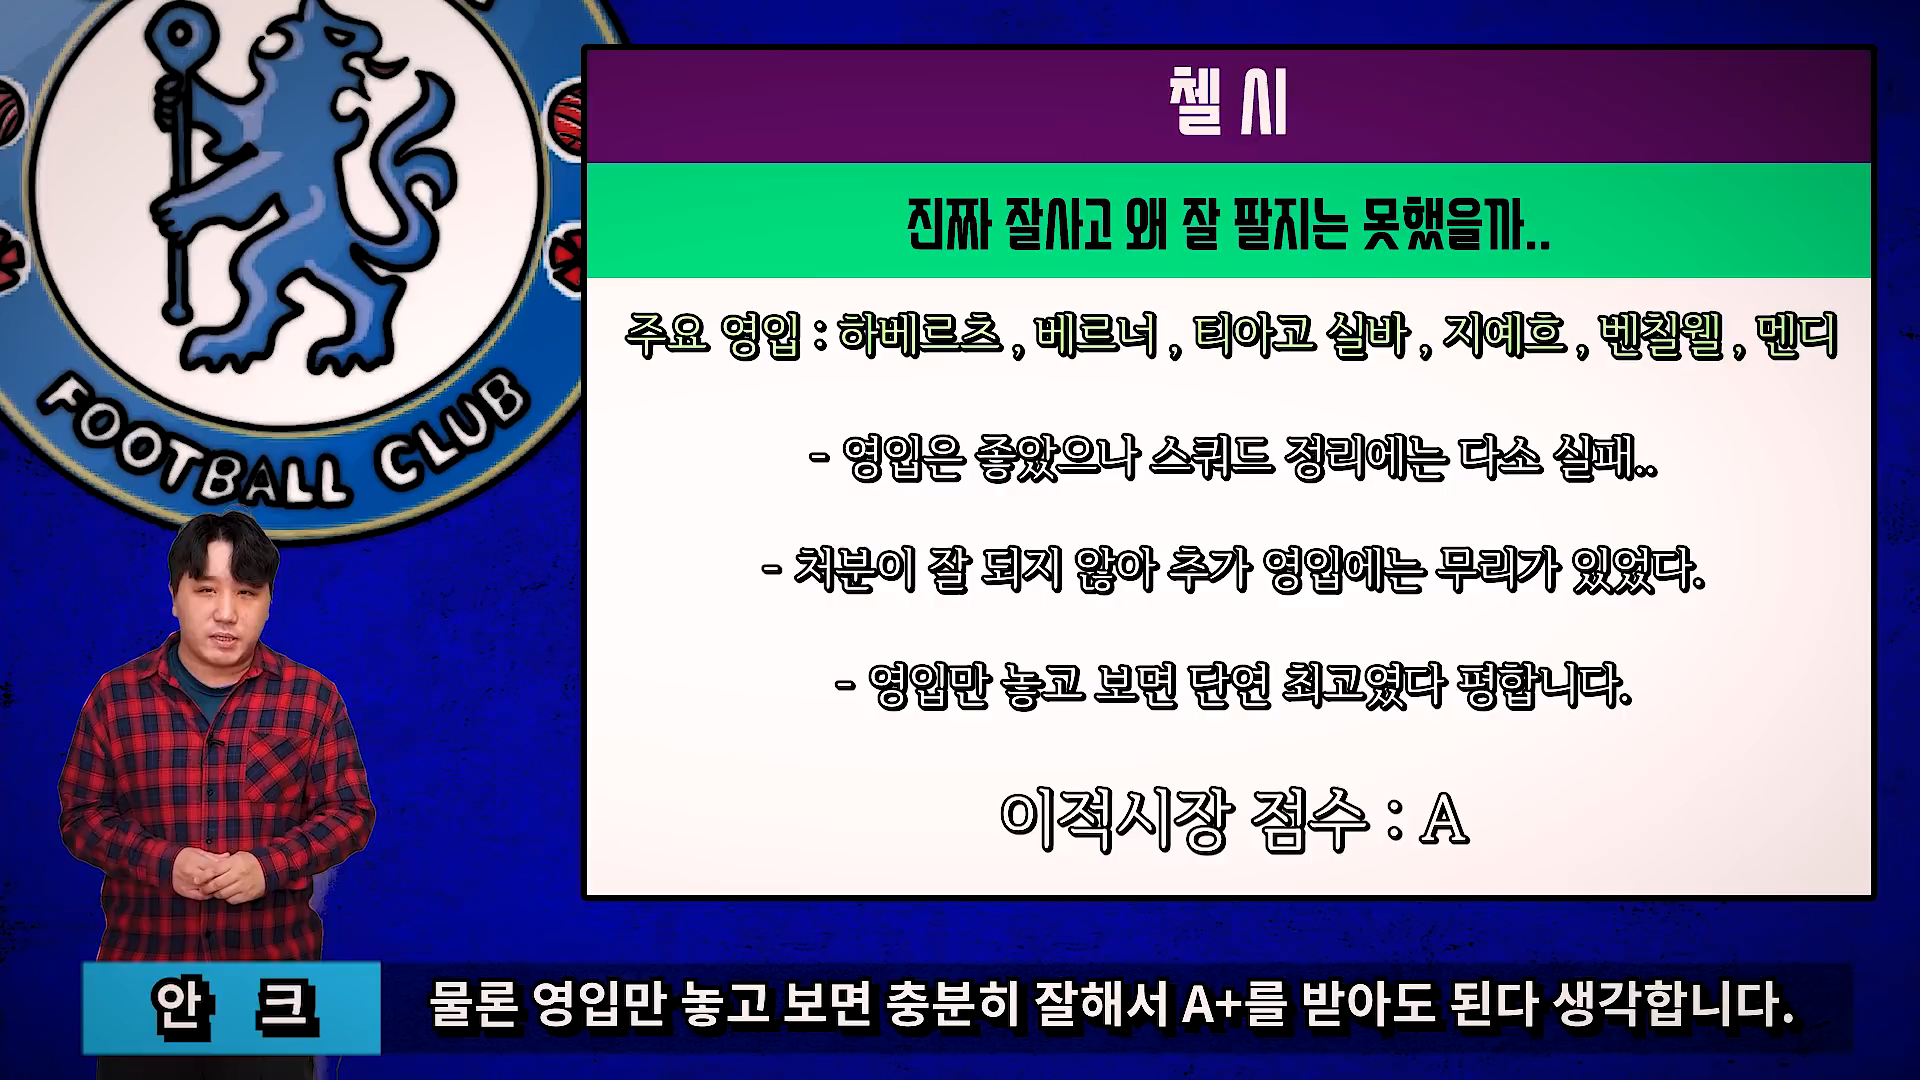 FOOTBALL CLUB
첼시
진짜 잘사고 왜 잘 팔지는 못했을까..
주요 영입 : 하베르츠 , 베르너 , 티아고 실바 , 지예흐 , 벤칠웰 , 멘디
- 영입은 좋았으나 스쿼드 정리에는 다소 실패..
- 처분이 잘 되지 않아 추가 영입에는 무리가 있었다.
- 영입만 놓고 보면 단연 최고였다 평합니다.
이적시장 점수 : A
안 크
물론 영입만 놓고 보면 충분히 잘해서 A+를 받아도 된다 생각합니다.